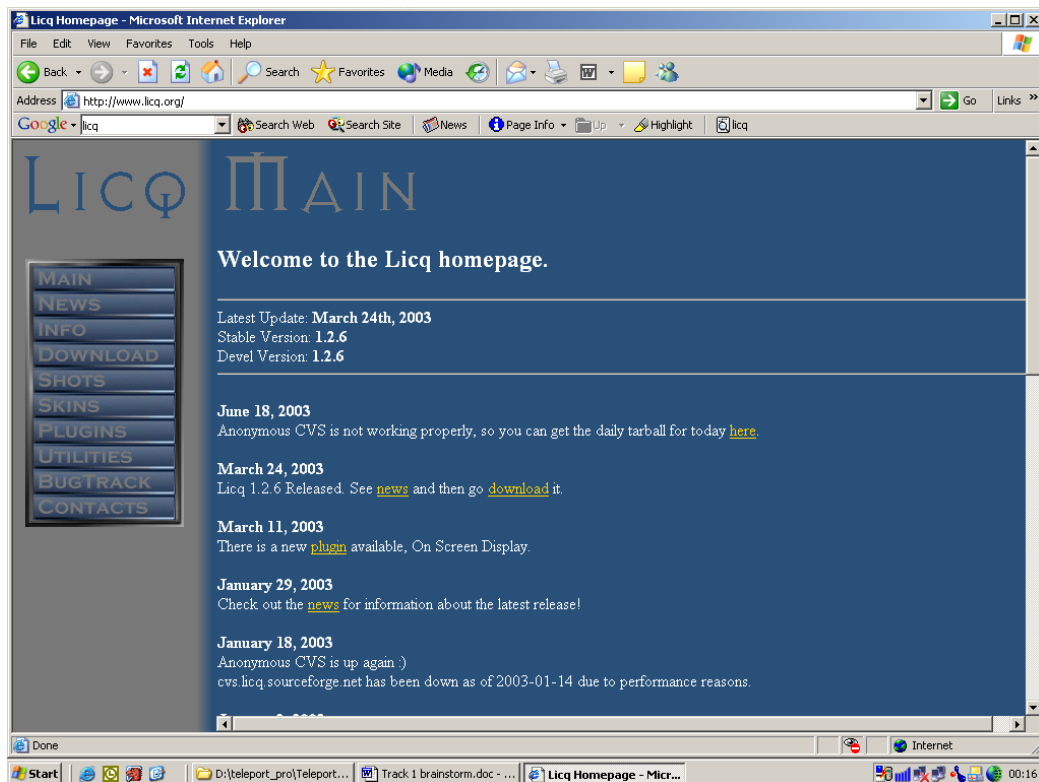 Licq Homepage - Microsoft Internet Explorer
File Edit View Favorites Tools Help
Back Search Favorites Media
Address http://www.licq.org/ Go Links »
Google licq Search Web Search Site News Page Info Up Highlight licq
LICQ MAIN
Welcome to the Licq homepage.
MAIN
NEWS
INFO
DOWNLOAD
SHOTS
SKINS
PLUGINS
UTILITIES
BUGTRACK
CONTACTS
Latest Update: March 24th, 2003
Stable Version: 1.2.6
Devel Version: 1.2.6
June 18, 2003
Anonymous CVS is not working properly, so you can get the daily tarball for today here.
March 24, 2003
Licq 1.2.6 Released. See news and then go download it.
March 11, 2003
There is a new plugin available, On Screen Display.
January 29, 2003
Check out the news for information about the latest release!
January 18, 2003
Anonymous CVS is up again :)
cvs.licq.sourceforge.net has been down as of 2003-01-14 due to performance reasons.
Done Internet
Start D:\teleport_pro\Teleport... Track 1 brainstorm.doc - ... Licq Homepage - Micr... 00:16